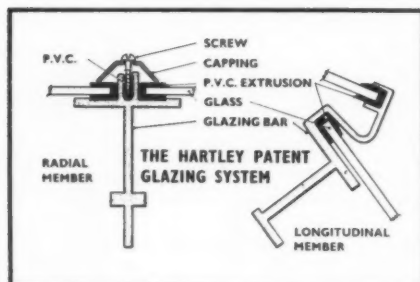 SCREW
P.V.C.
CAPPING
P.V.C. EXTRUSION
GLASS
GLAZING BAR
RADIAL
MEMBER
THE HARTLEY PATENT
GLAZING SYSTEM
LONGITUDINAL
MEMBER